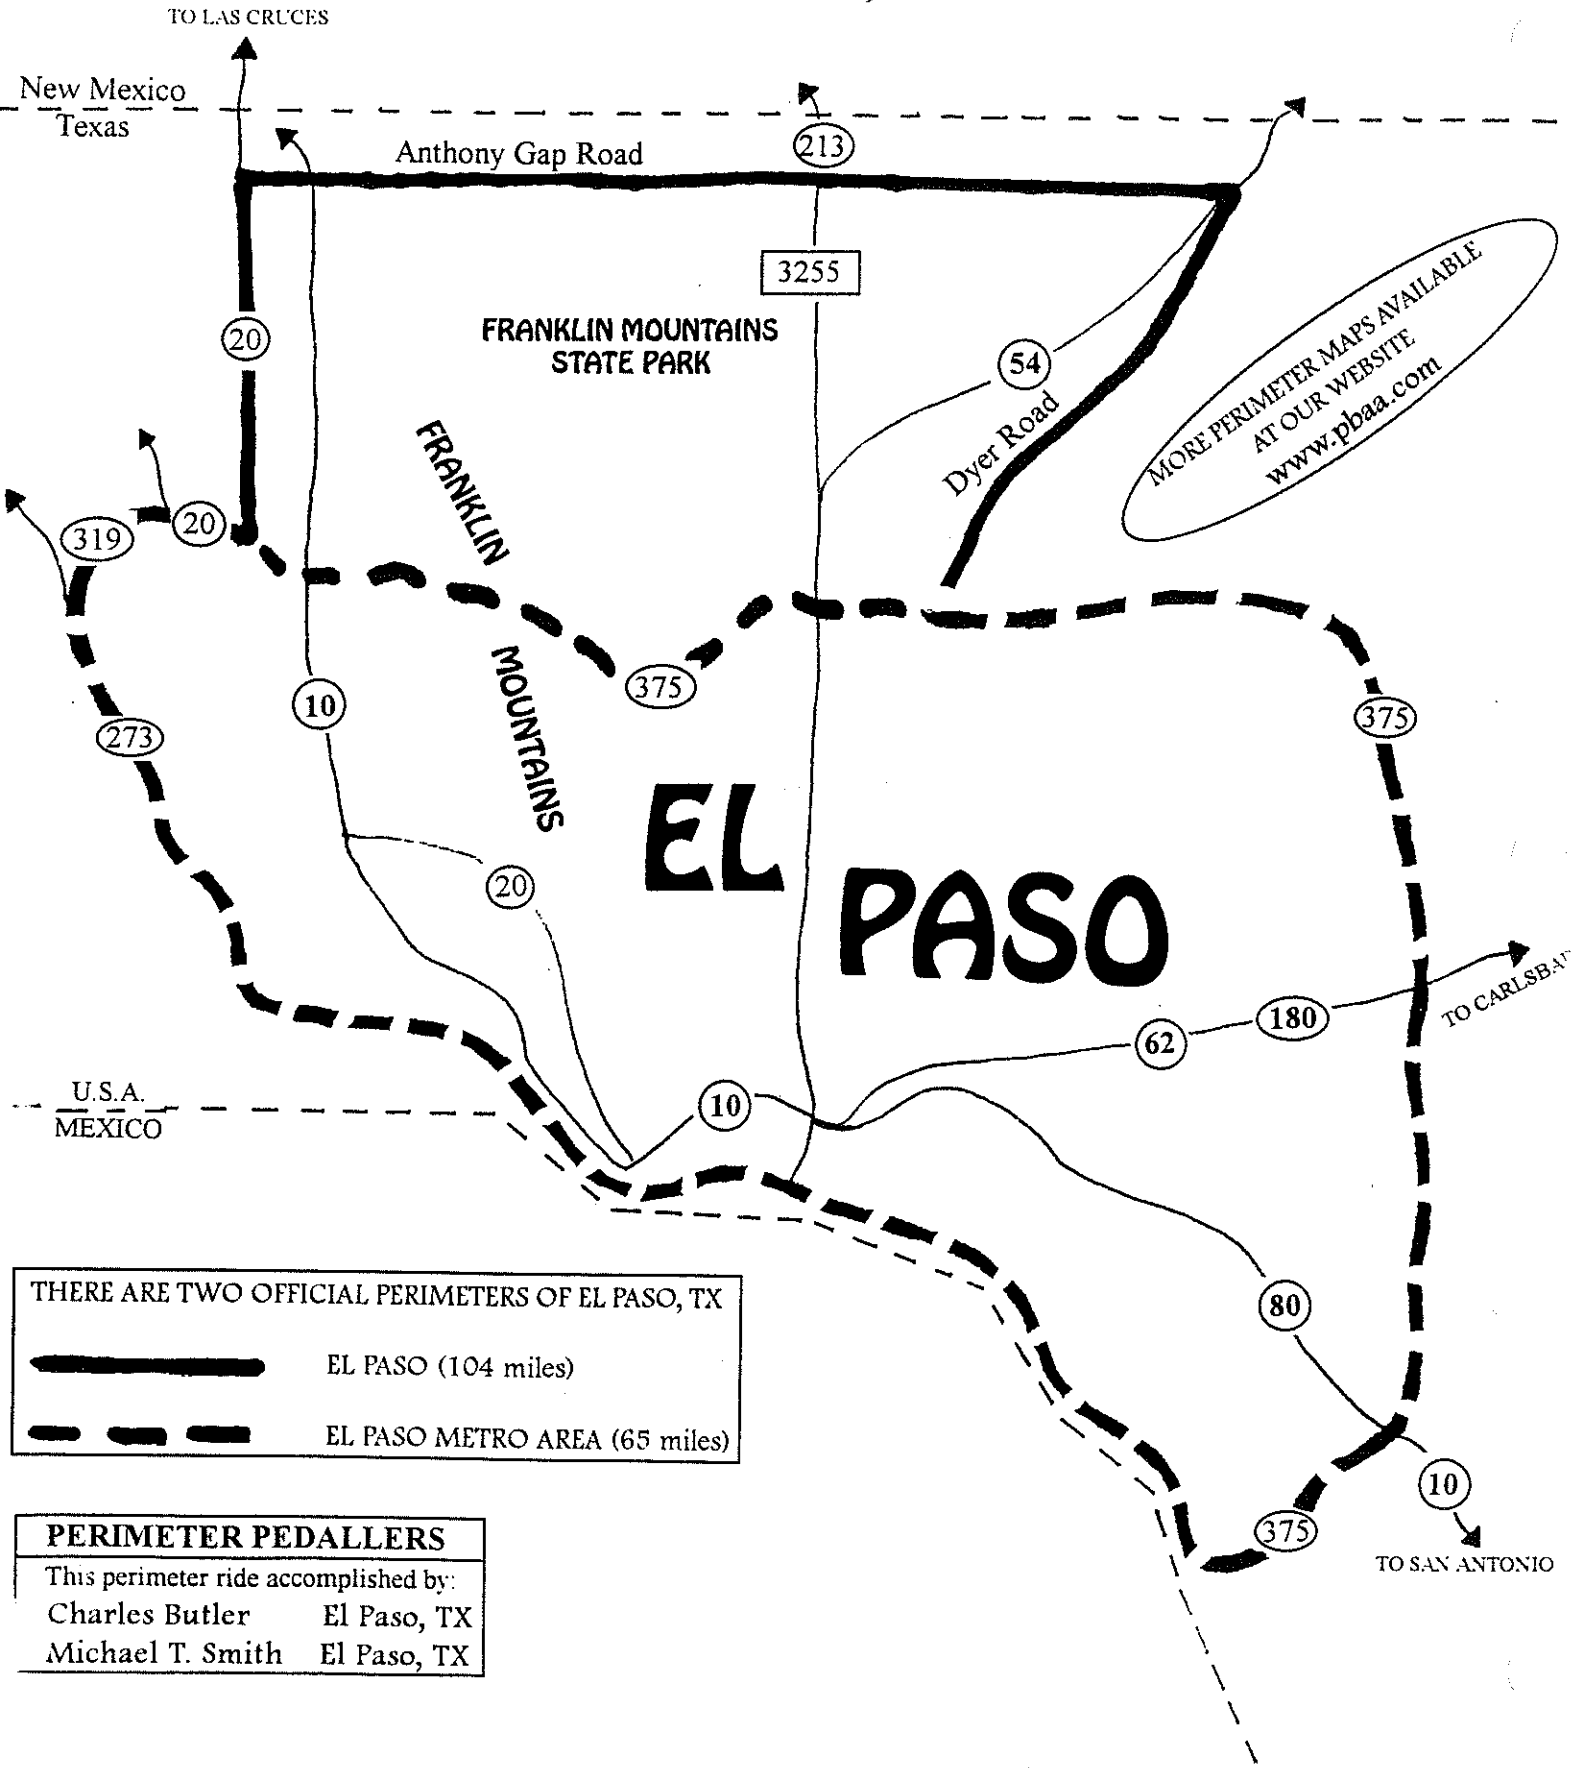 TO LAS CRUCES
New Mexico
Texas
Anthony Gap Road
213
3255
20
FRANKLIN MOUNTAINS
STATE PARK
54
Dyer Road
MORE PERIMETER MAPS AVAILABLE
AT OUR WEBSITE
www.pbaa.com
FRANKLIN
MOUNTAINS
319
20
273
10
375
375
EL
PASO
20
TO CARLSBAD
62
180
10
U.S.A.
MEXICO
80
THERE ARE TWO OFFICIAL PERIMETERS OF EL PASO, TX
EL PASO (104 miles)
EL PASO METRO AREA (65 miles)
10
375
TO SAN ANTONIO
PERIMETER PEDALLERS
This perimeter ride accomplished by:
Charles Butler El Paso, TX
Michael T. Smith El Paso, TX